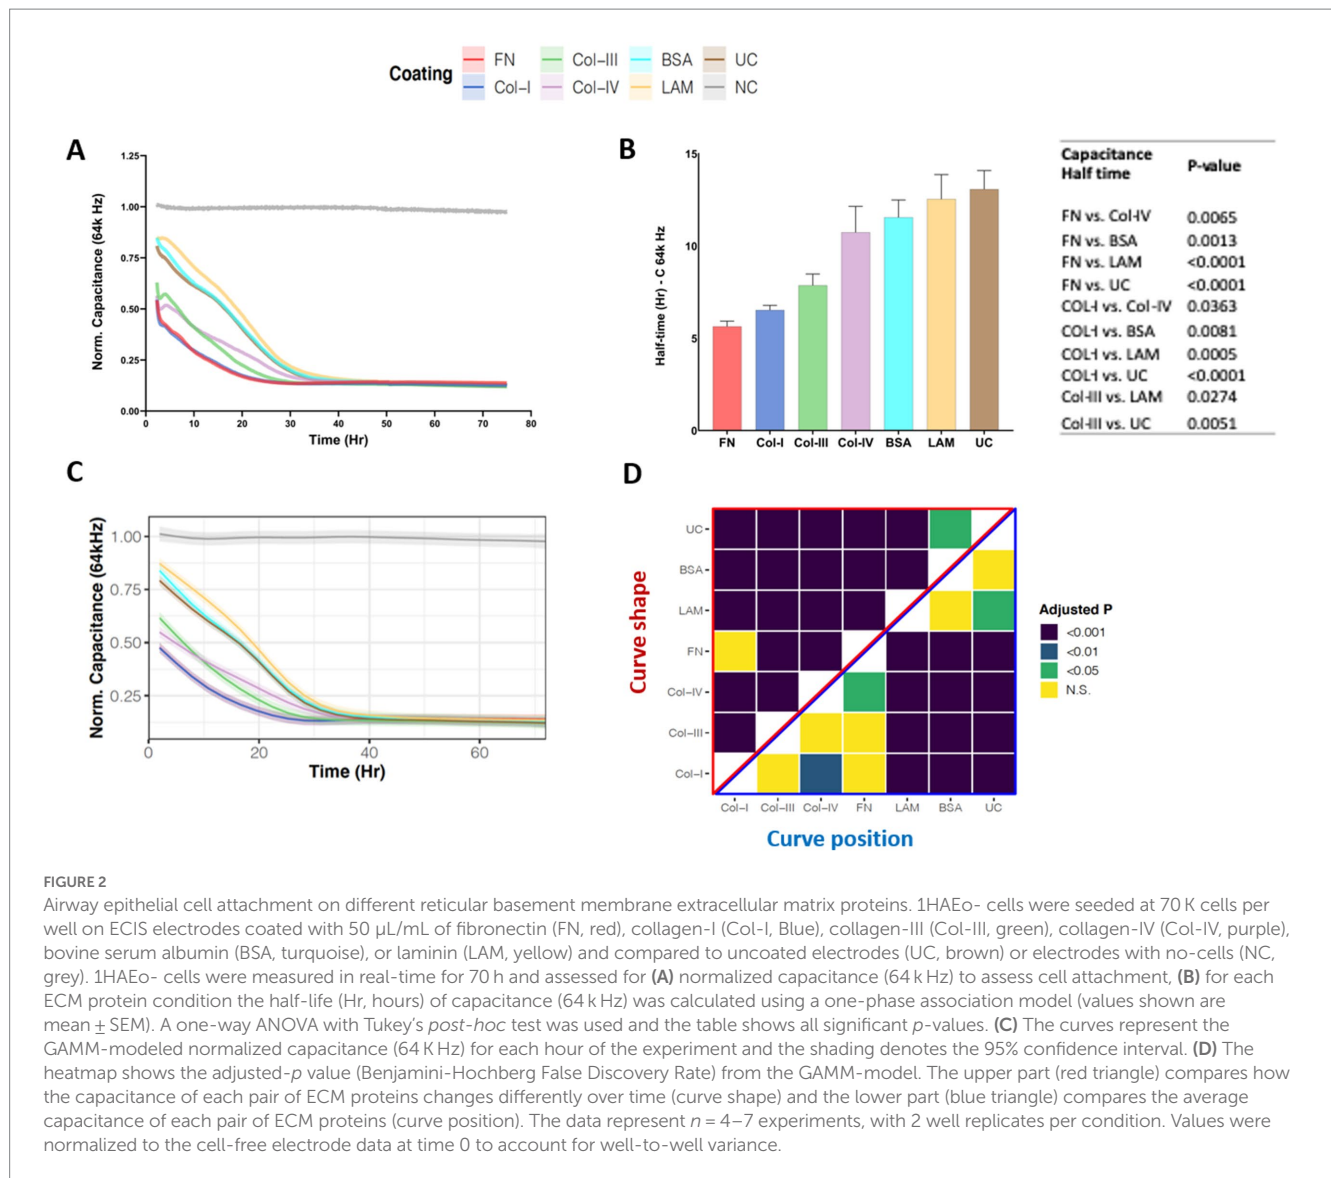 Coating
FN Col-III BSA UC
Col-I Col-IV LAM NC
A
1.25
1.00
0.75
0.50
0.25
0.00
Norm. Capacitance (64k Hz)
0 10 20 30 40 50 60 70 80
Time (Hr)
B
15
10
5
0
Half-time (Hr) - C 64k Hz
FN Col-I Col-III Col-IV BSA LAM UC
Capacitance
Half time P-value
FN vs. Col-IV 0.0065
FN vs. BSA 0.0013
FN vs. LAM <0.0001
FN vs. UC <0.0001
COL-I vs. Col-IV 0.0363
COL-I vs. BSA 0.0081
COL-I vs. LAM 0.0005
COL-I vs. UC <0.0001
Col-III vs. LAM 0.0274
Col-III vs. UC 0.0051
C
1.00
0.75
0.50
0.25
Norm. Capacitance (64kHz)
0 20 40 60
Time (Hr)
D
Curve shape
UC
BSA
LAM
FN
Col-IV
Col-III
Col-I
Col-I Col-III Col-IV FN LAM BSA UC
Curve position
Adjusted P
<0.001
<0.01
<0.05
N.S.
FIGURE 2
Airway epithelial cell attachment on different reticular basement membrane extracellular matrix proteins. 1HAEo- cells were seeded at 70 K cells per
well on ECIS electrodes coated with 50 μL/mL of fibronectin (FN, red), collagen-I (Col-I, Blue), collagen-III (Col-III, green), collagen-IV (Col-IV, purple),
bovine serum albumin (BSA, turquoise), or laminin (LAM, yellow) and compared to uncoated electrodes (UC, brown) or electrodes with no-cells (NC,
grey). 1HAEo- cells were measured in real-time for 70 h and assessed for (A) normalized capacitance (64 k Hz) to assess cell attachment, (B) for each
ECM protein condition the half-life (Hr, hours) of capacitance (64 k Hz) was calculated using a one-phase association model (values shown are
mean ± SEM). A one-way ANOVA with Tukey's post-hoc test was used and the table shows all significant p-values. (C) The curves represent the
GAMM-modeled normalized capacitance (64 K Hz) for each hour of the experiment and the shading denotes the 95% confidence interval. (D) The
heatmap shows the adjusted-p value (Benjamini-Hochberg False Discovery Rate) from the GAMM-model. The upper part (red triangle) compares how
the capacitance of each pair of ECM proteins changes differently over time (curve shape) and the lower part (blue triangle) compares the average
capacitance of each pair of ECM proteins (curve position). The data represent n = 4–7 experiments, with 2 well replicates per condition. Values were
normalized to the cell-free electrode data at time 0 to account for well-to-well variance.